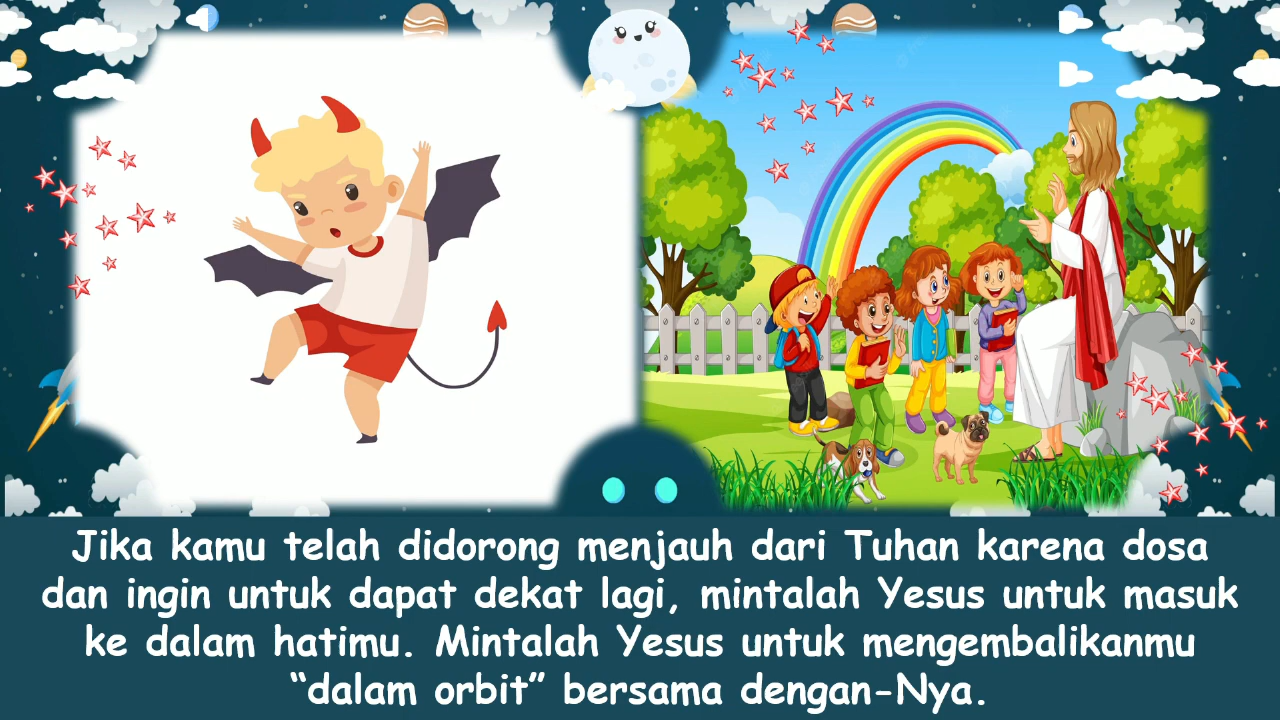 Jika kamu telah didorong menjauh dari Tuhan karena dosa
dan ingin untuk dapat dekat lagi, mintalah Yesus untuk masuk
ke dalam hatimu. Mintalah Yesus untuk mengembalikanmu
“dalam orbit” bersama dengan-Nya.